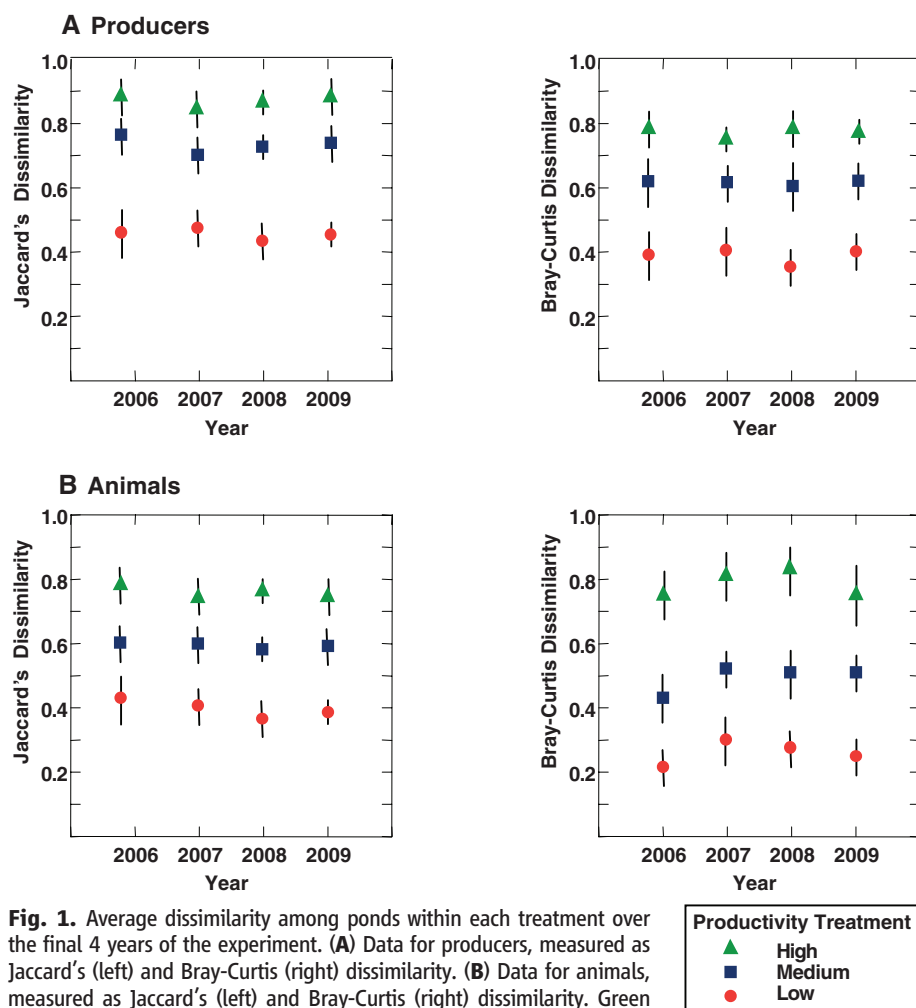 A Producers
Jaccard's Dissimilarity
1.0
0.8
0.6
0.4
0.2
2006 2007 2008 2009
Year
Bray-Curtis Dissimilarity
1.0
0.8
0.6
0.4
0.2
2006 2007 2008 2009
Year
B Animals
Jaccard's Dissimilarity
1.0
0.8
0.6
0.4
0.2
2006 2007 2008 2009
Year
Bray-Curtis Dissimilarity
1.0
0.8
0.6
0.4
0.2
2006 2007 2008 2009
Year
Fig. 1. Average dissimilarity among ponds within each treatment over
the final 4 years of the experiment. (A) Data for producers, measured as
Jaccard's (left) and Bray-Curtis (right) dissimilarity. (B) Data for animals,
measured as Jaccard's (left) and Bray-Curtis (right) dissimilarity. Green
Productivity Treatment
High
Medium
Low